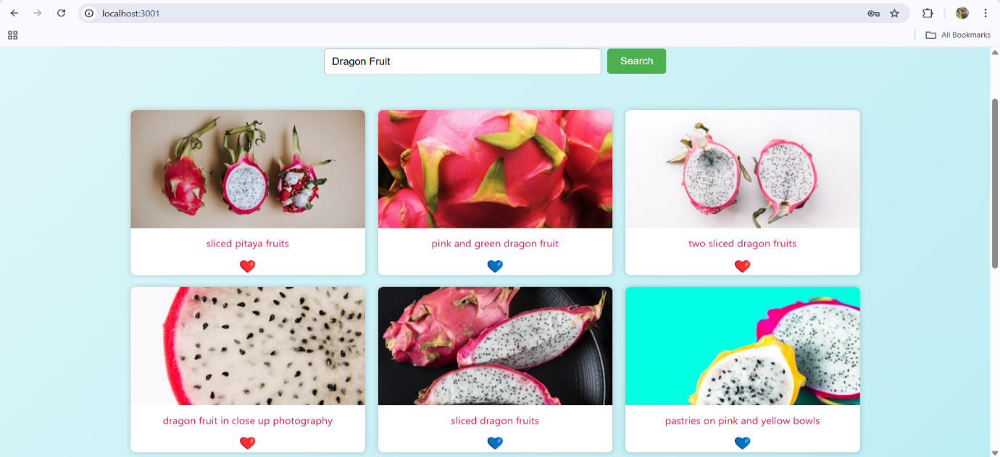 localhost:3001
All Bookmarks
Dragon Fruit
Search
sliced pitaya fruits
pink and green dragon fruit
two sliced dragon fruits
dragon fruit in close up photography
sliced dragon fruits
pastries on pink and yellow bowls